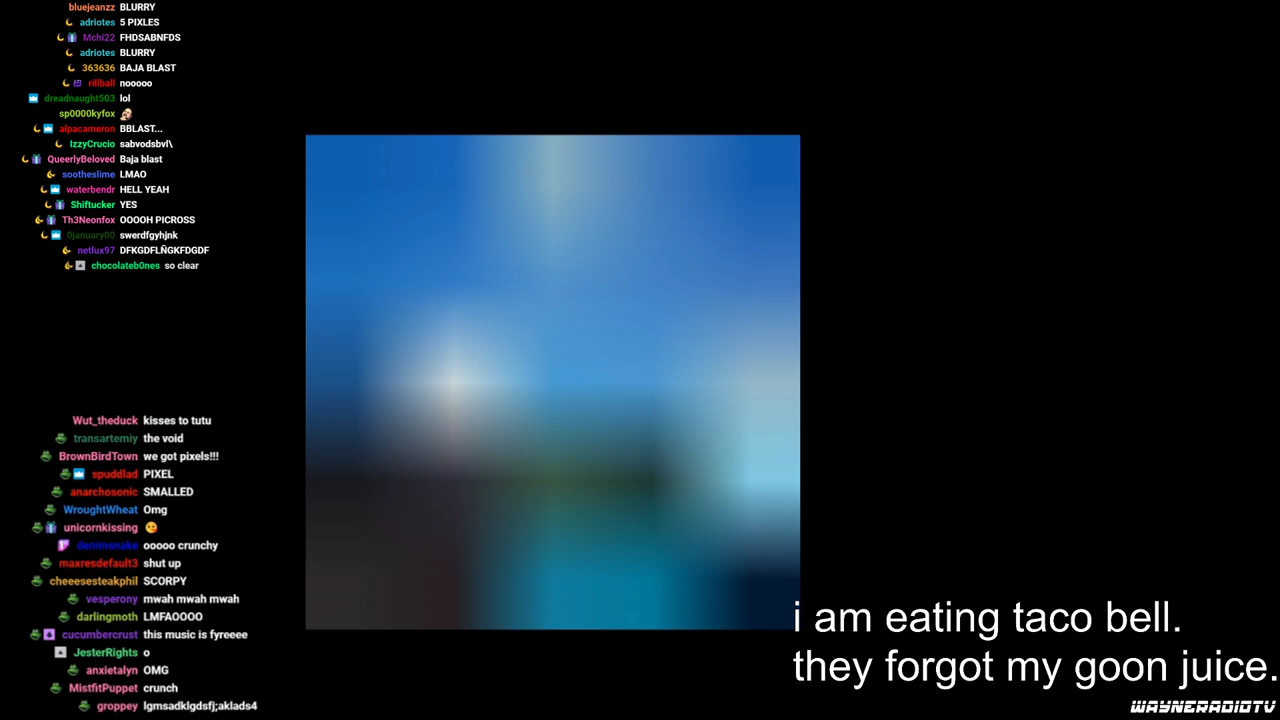 bluejeanzz BLURRY
adriotes 5 PIXLES
Mchi22 FHDSABNFDS
adriotes BLURRY
363636 BAJA BLAST
rillball nooooo
dreadnaught503 lol
sp0000kyfox
alpacameron BBLAST...
IzzyCrucio sabvodsbvl\
QueerlyBeloved Baja blast
sootheslime LMAO
waterbendr HELL YEAH
Shiftucker YES
Th3Neonfox OOOOH PICROSS
0january00 swerdfgyhjnk
netlux97 DFKGDFLÑGKFDGDF
chocolateb0nes so clear
Wut_theduck kisses to tutu
transartemiy the void
BrownBirdTown we got pixels!!!
spuddlad PIXEL
anarchosonic SMALLED
WroughtWheat Omg
unicornkissing
denimsnake ooooo crunchy
maxresdefault3 shut up
cheeesesteakphil SCORPY
vesperony mwah mwah mwah
darlingmoth LMFAOOOO
cucumbercrust this music is fyreeee
JesterRights o
anxietalyn OMG
MistfitPuppet crunch
groppey lgmsadklgdsfj;aklads4
i am eating taco bell.
they forgot my goon juice.
WAYNERADIOTV